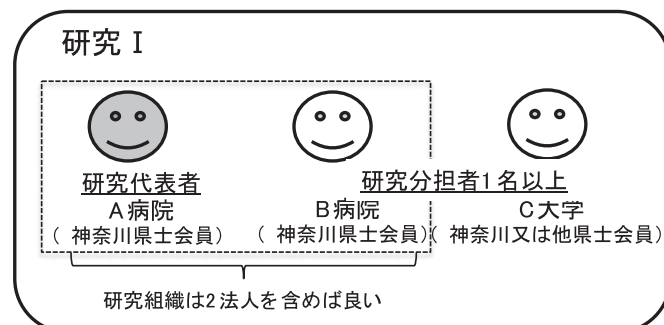 研究 I
研究代表者
研究分担者1名以上
A病院
B病院
C大学
( 神奈川県士会員)
( 神奈川県士会員)
( 神奈川又は他県士会員)
研究組織は2法人を含めば良い